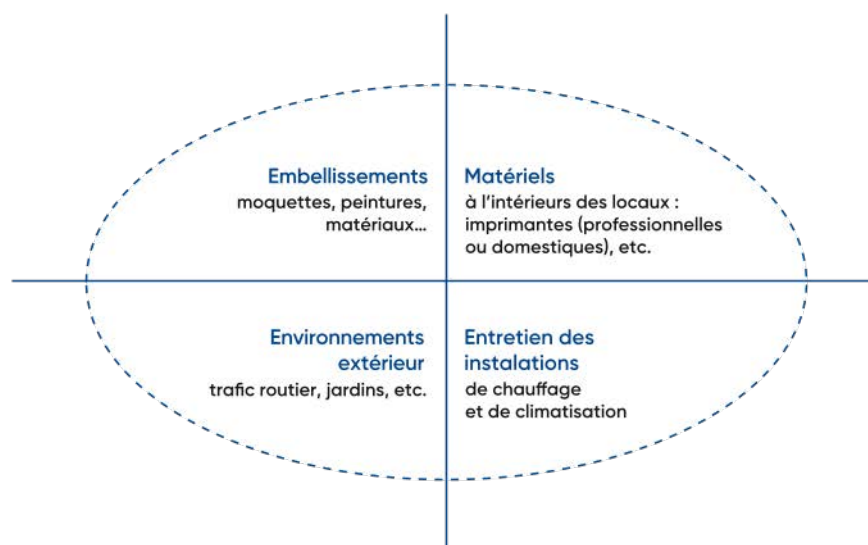 Embellissements
moquettes, peintures,
matériaux...
Matériels
à l'intérieurs des locaux :
imprimantes (professionnelles
ou domestiques), etc.
Environnements
extérieur
trafic routier, jardins, etc.
Entretien des
instalations
de chauffage
et de climatisation